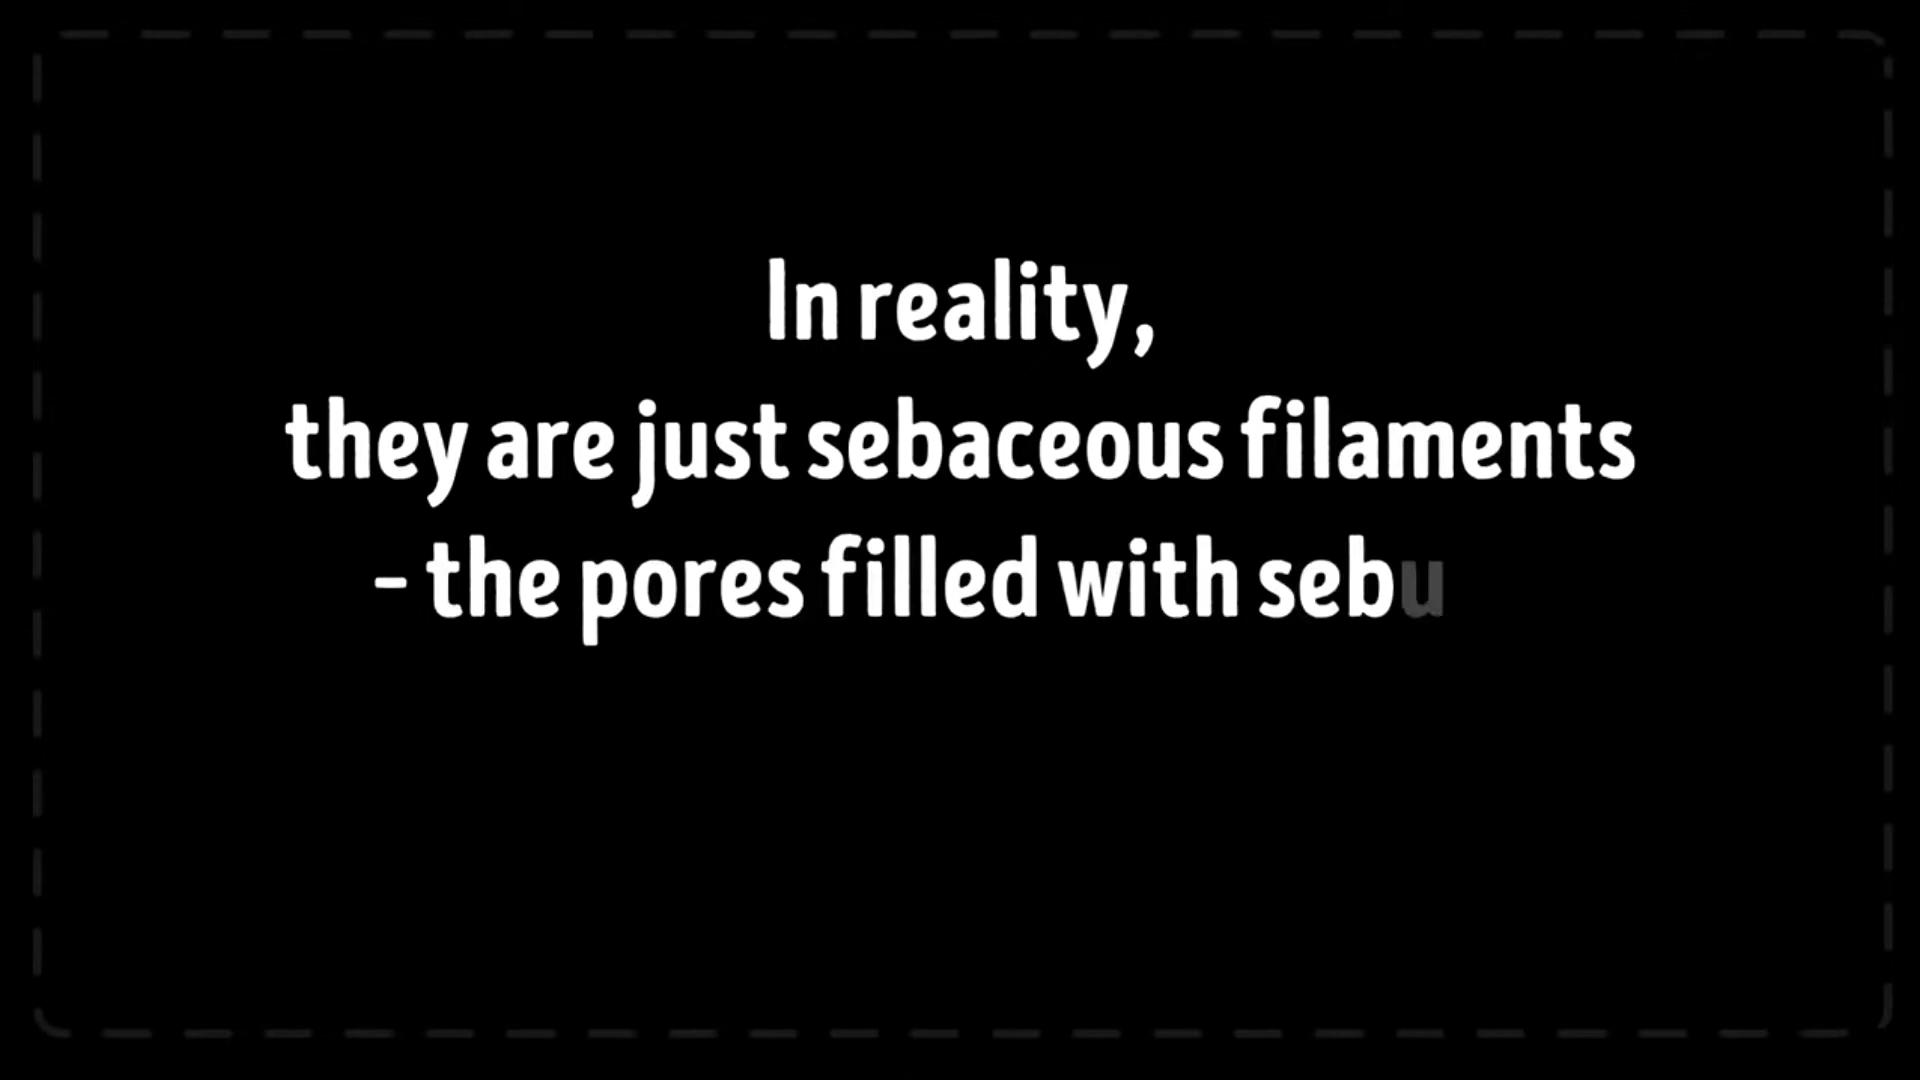 In reality,
they are just sebaceous filaments
- the pores filled with sebu